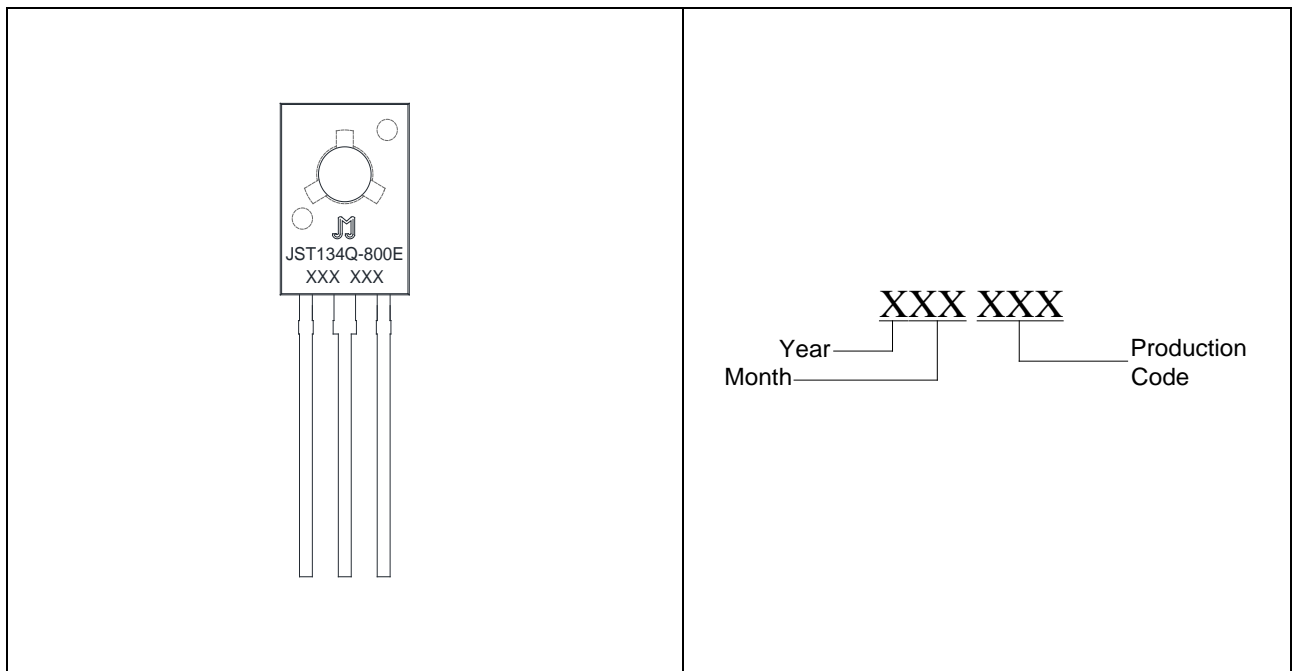 JST134Q-800E
XXX XXX
XXX XXX
Year
Month
Production
Code